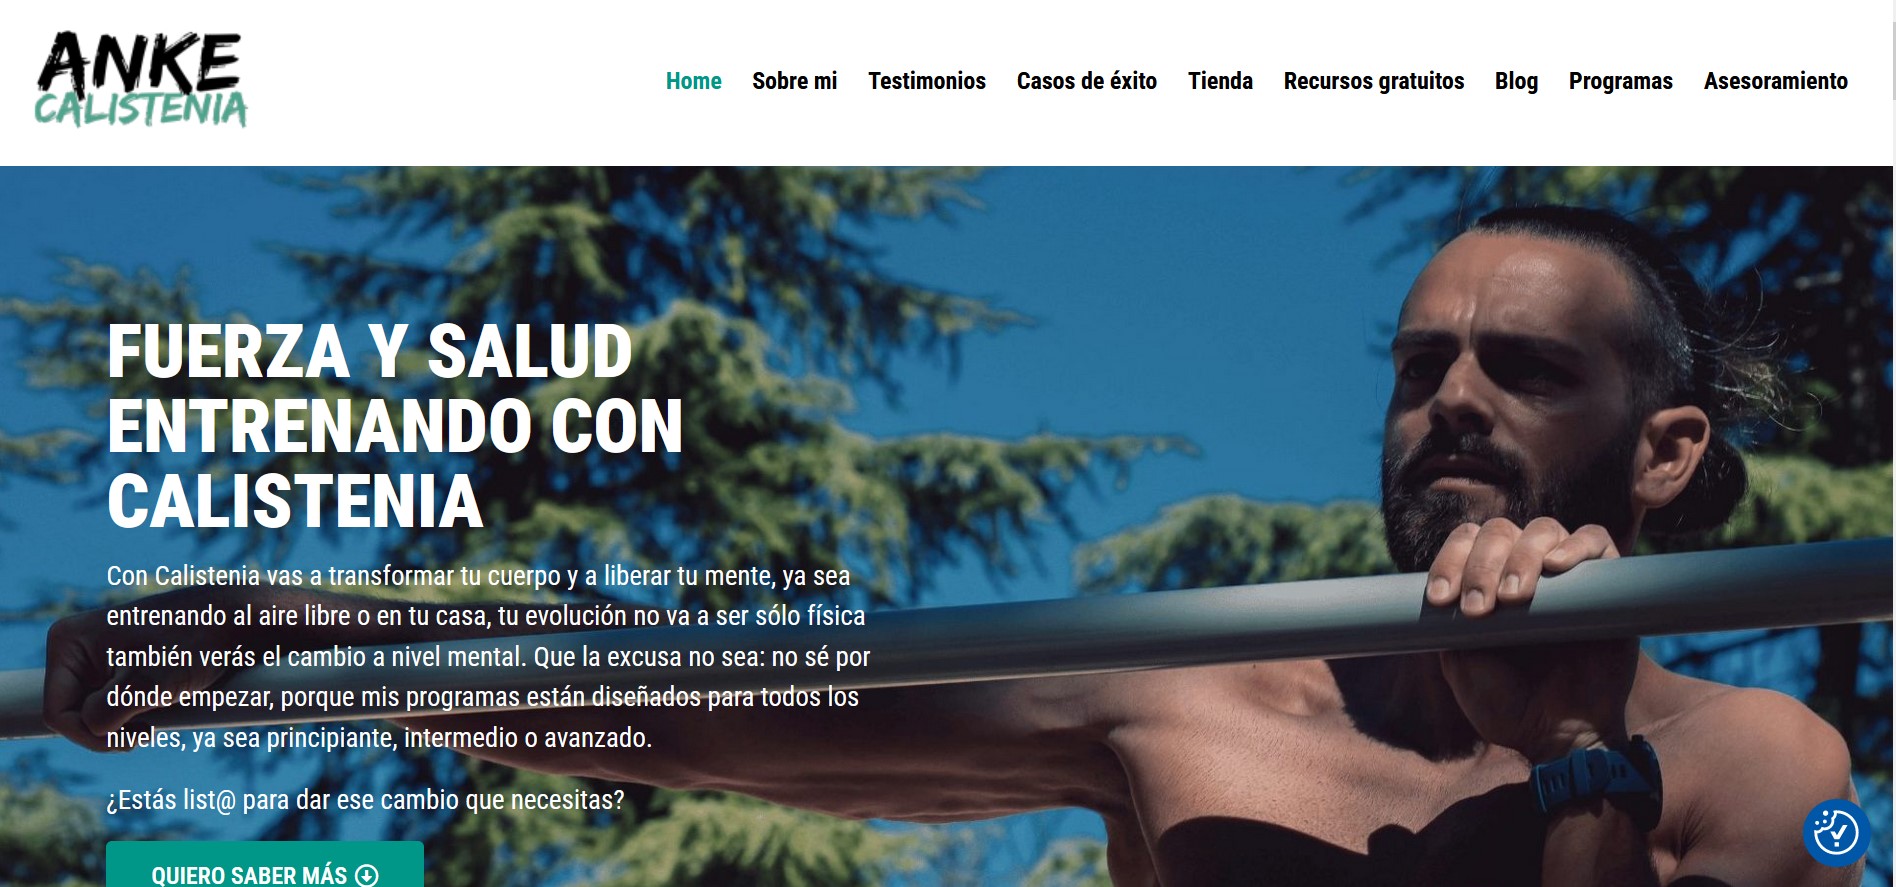 ANKE
CALISTENIA
Home Sobre mi Testimonios Casos de éxito Tienda Recursos gratuitos Blog Programas Asesoramiento
FUERZA Y SALUD
ENTRENANDO CON
CALISTENIA
Con Calistenia vas a transformar tu cuerpo y a liberar tu mente, ya sea
entrenando al aire libre o en tu casa, tu evolución no va a ser sólo física
también verás el cambio a nivel mental. Que la excusa no sea: no sé por
dónde empezar, porque mis programas están diseñados para todos los
niveles, ya sea principiante, intermedio o avanzado.
¿Estás list@ para dar ese cambio que necesitas?
QUIERO SABER MÁS